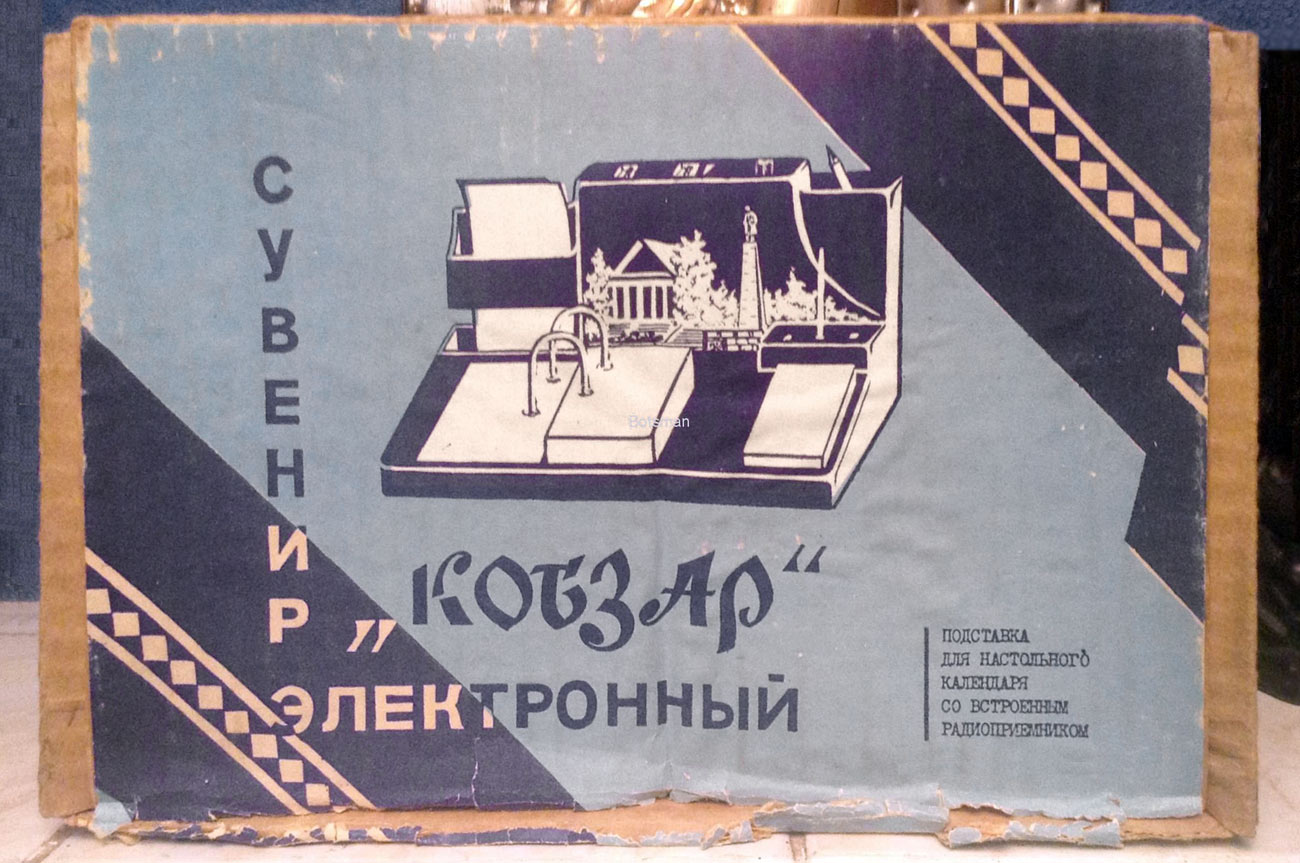 СУВЕНИР
„КОБЗАР“
ЭЛЕКТРОННЫЙ
ПОДСТАВКА
ДЛЯ НАСТОЛЬНОГО
КАЛЕНДАРЯ
СО ВСТРОЕННЫМ
РАДИОПРИЕМНИКОМ
Botsman